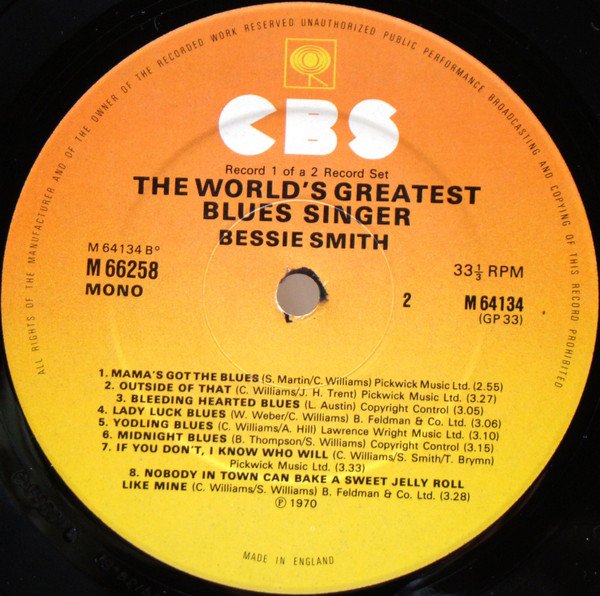 ALL RIGHTS OF THE MANUFACTURER AND OF THE OWNER OF THE RECORDED WORK RESERVED UNAUTHORIZED PUBLIC PERFORMANCE BROADCASTING AND COPYING OF THIS RECORD PROHIBITED
CBS
Record 1 of a 2 Record Set
THE WORLD'S GREATEST
BLUES SINGER
BESSIE SMITH
M 64134 Bº
M 66258
MONO
33⅓ RPM
2
M 64134
(GP 33)
1. MAMA'S GOT THE BLUES (S. Martin/C. Williams) Pickwick Music Ltd. (2.55)
2. OUTSIDE OF THAT (C. Williams/J. H. Trent) Pickwick Music Ltd. (3.27)
3. BLEEDING HEARTED BLUES (L. Austin) Copyright Control (3.05)
4. LADY LUCK BLUES (W. Weber/C. Williams) B. Feldman & Co. Ltd. (3.06)
5. YODLING BLUES (C. Williams/A. Hill) Lawrence Wright Music Ltd. (3.10)
6. MIDNIGHT BLUES (B. Thompson/S. Williams) Copyright Control (3.15)
7. IF YOU DON'T, I KNOW WHO WILL (C. Williams/S. Smith/T. Brymn)
Pickwick Music Ltd. (3.33)
8. NOBODY IN TOWN CAN BAKE A SWEET JELLY ROLL
LIKE MINE (C. Williams/S. Williams) B. Feldman & Co. Ltd. (3.28)
℗ 1970
MADE IN ENGLAND